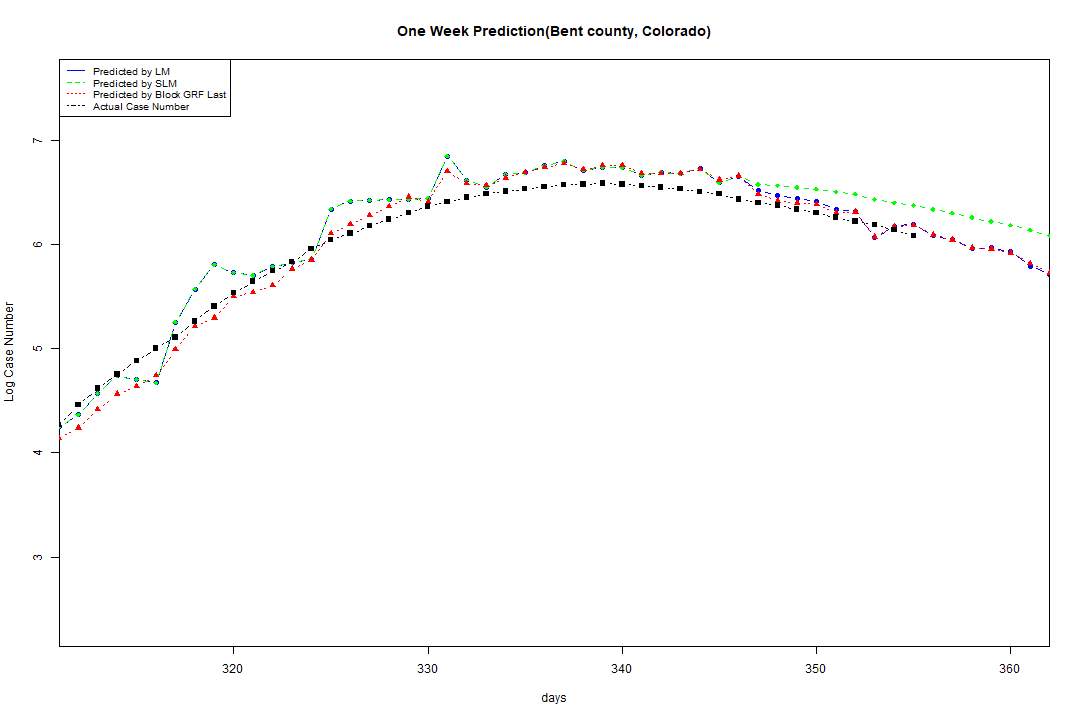 One Week Prediction(Bent county, Colorado)
Predicted by LM
Predicted by SLM
Predicted by Block GRF Last
Actual Case Number
7
6
5
4
3
Log Case Number
320 330 340 350 360
days